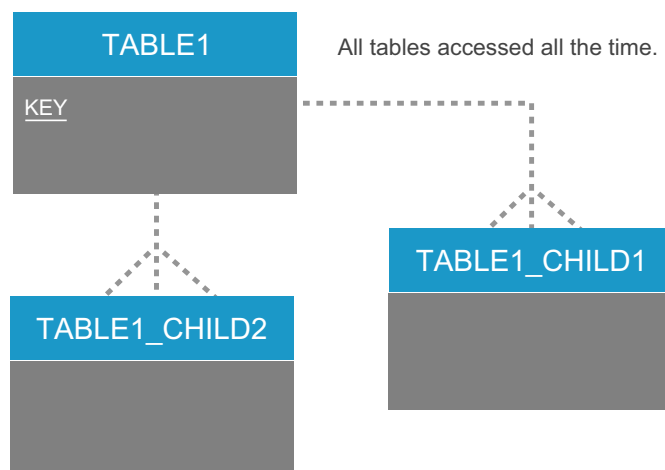 TABLE1
All tables accessed all the time.
KEY
TABLE1_CHILD1
TABLE1_CHILD2